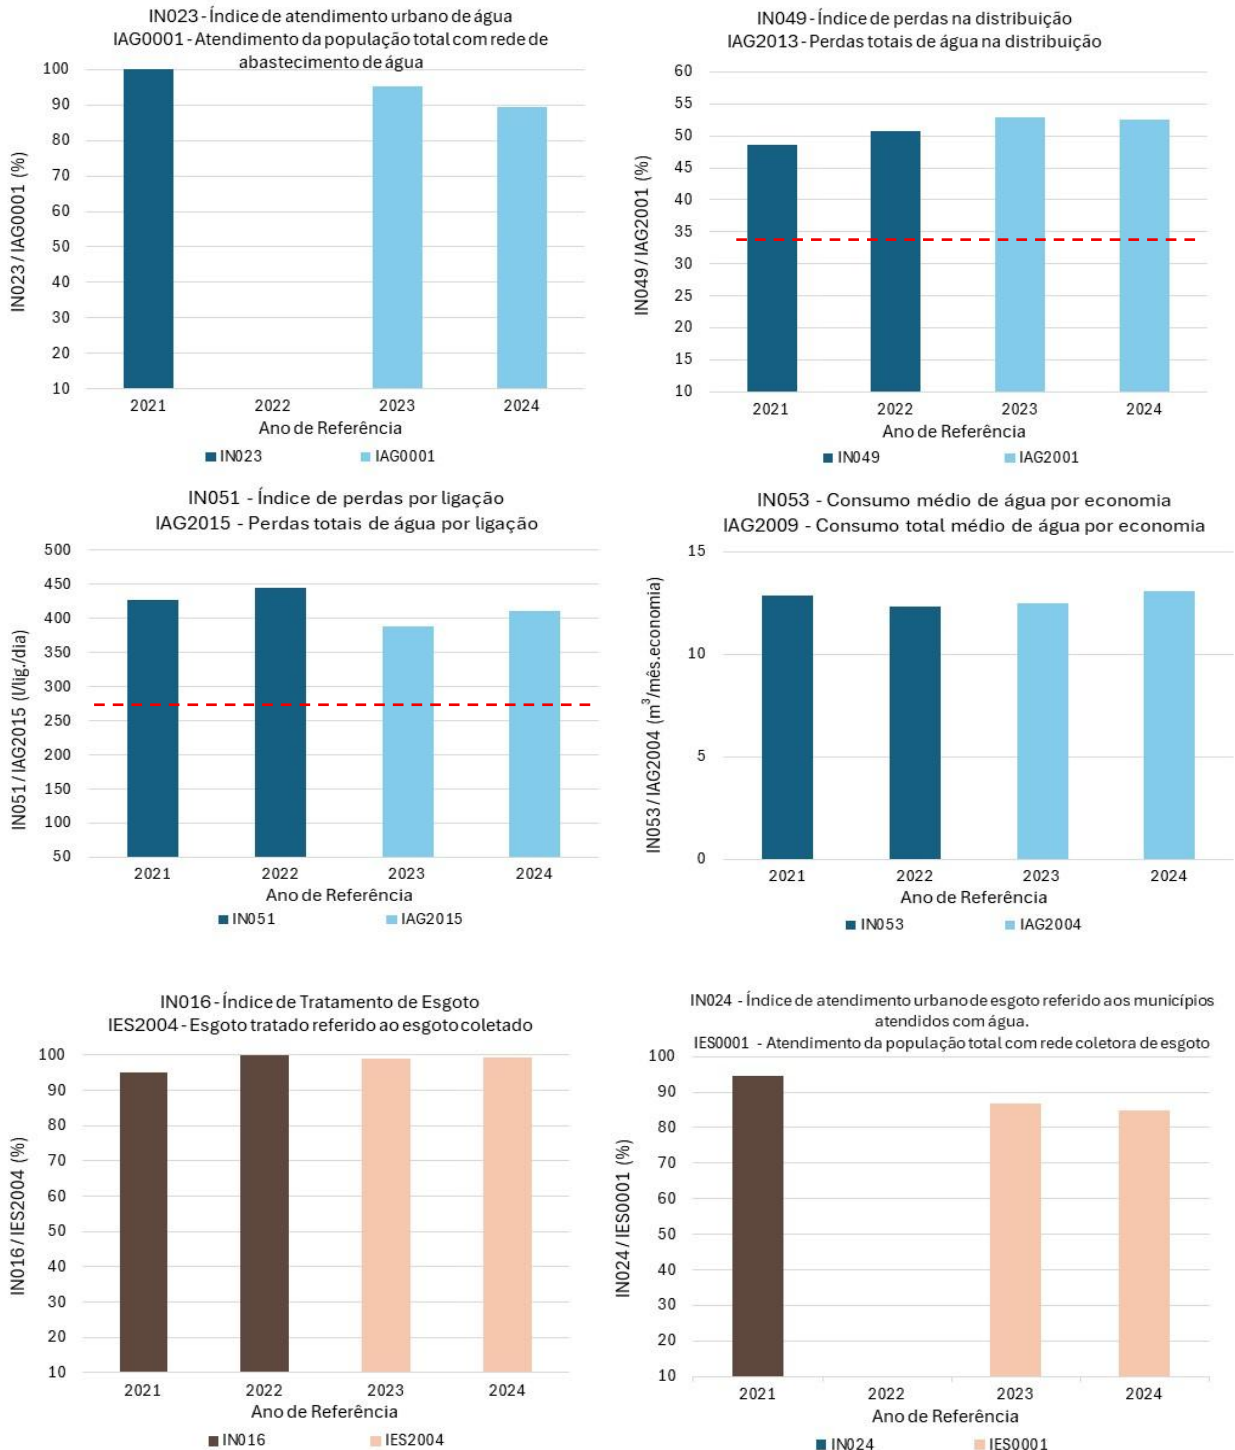 IN023 - Índice de atendimento urbano de água
IAG0001 - Atendimento da população total com rede de
abastecimento de água
IN023 / IAG0001 (%)
100
90
80
70
60
50
40
30
20
10
2021 2022 2023 2024
Ano de Referência
IN023 IAG0001
IN049 - Índice de perdas na distribuição
IAG2013 - Perdas totais de água na distribuição
IN049 / IAG2001 (%)
60
55
50
45
40
35
30
25
20
15
10
2021 2022 2023 2024
Ano de Referência
IN049 IAG2001
IN051 - Índice de perdas por ligação
IAG2015 - Perdas totais de água por ligação
IN051 / IAG2015 (l/lig./dia)
500
450
400
350
300
250
200
150
100
50
2021 2022 2023 2024
Ano de Referência
IN051 IAG2015
IN053 - Consumo médio de água por economia
IAG2009 - Consumo total médio de água por economia
IN053 / IAG2004 (m³/mês.economia)
15
10
5
0
2021 2022 2023 2024
Ano de Referência
IN053 IAG2004
IN016 - Índice de Tratamento de Esgoto
IES2004 - Esgoto tratado referido ao esgoto coletado
IN016 / IES2004 (%)
100
90
80
70
60
50
40
30
20
10
2021 2022 2023 2024
Ano de Referência
IN016 IES2004
IN024 - Índice de atendimento urbano de esgoto referido aos municípios
atendidos com água.
IES0001 - Atendimento da população total com rede coletora de esgoto
IN024 / IES0001 (%)
100
90
80
70
60
50
40
30
20
10
2021 2022 2023 2024
Ano de Referência
IN024 IES0001